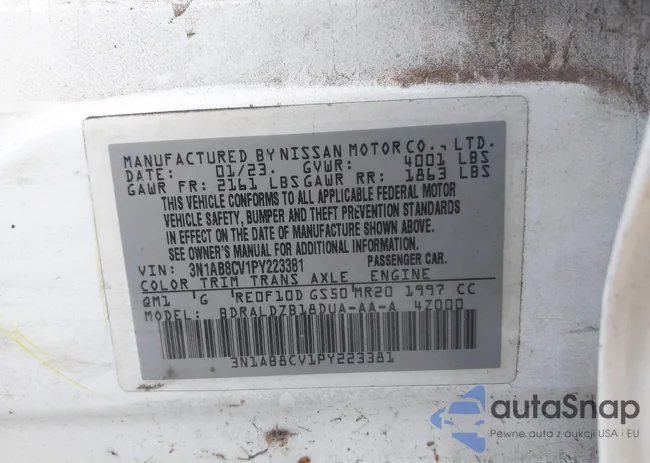 MANUFACTURED BY NISSAN MOTOR CO., LTD.
DATE: 01/23. GVWR: 4001 LBS
GAWR FR: 2161 LBS GAWR RR: 1863 LBS
THIS VEHICLE CONFORMS TO ALL APPLICABLE FEDERAL MOTOR
VEHICLE SAFETY, BUMPER AND THEFT PREVENTION STANDARDS
IN EFFECT ON THE DATE OF MANUFACTURE SHOWN ABOVE.
SEE OWNER'S MANUAL FOR ADDITIONAL INFORMATION.
VIN: 3N1AB8CV1PY223381 PASSENGER CAR.
COLOR TRIM TRANS AXLE ENGINE
QM1 G RE0F10D GS50 MR20 1997 CC
MODEL: BDRALDZB18DUA-AA-A 4Z000
3N1AB8CV1PY223381
autaSnap
Pewne auta z aukcji USA i EU